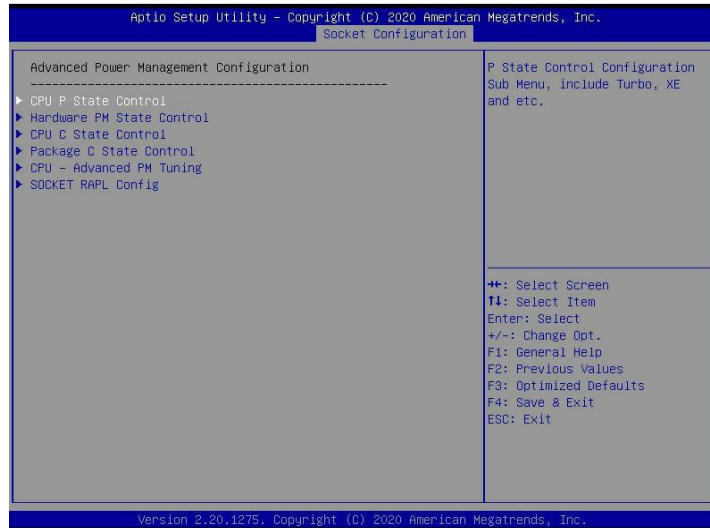 Aptio Setup Utility – Copyright (C) 2020 American Megatrends, Inc.
Socket Configuration
Advanced Power Management Configuration
------------------------------------------------
▶ CPU P State Control
▶ Hardware PM State Control
▶ CPU C State Control
▶ Package C State Control
▶ CPU – Advanced PM Tuning
▶ SOCKET RAPL Config
P State Control Configuration
Sub Menu, include Turbo, XE
and etc.
→←: Select Screen
↑↓: Select Item
Enter: Select
+/-: Change Opt.
F1: General Help
F2: Previous Values
F3: Optimized Defaults
F4: Save & Exit
ESC: Exit
Version 2.20.1275. Copyright (C) 2020 American Megatrends, Inc.